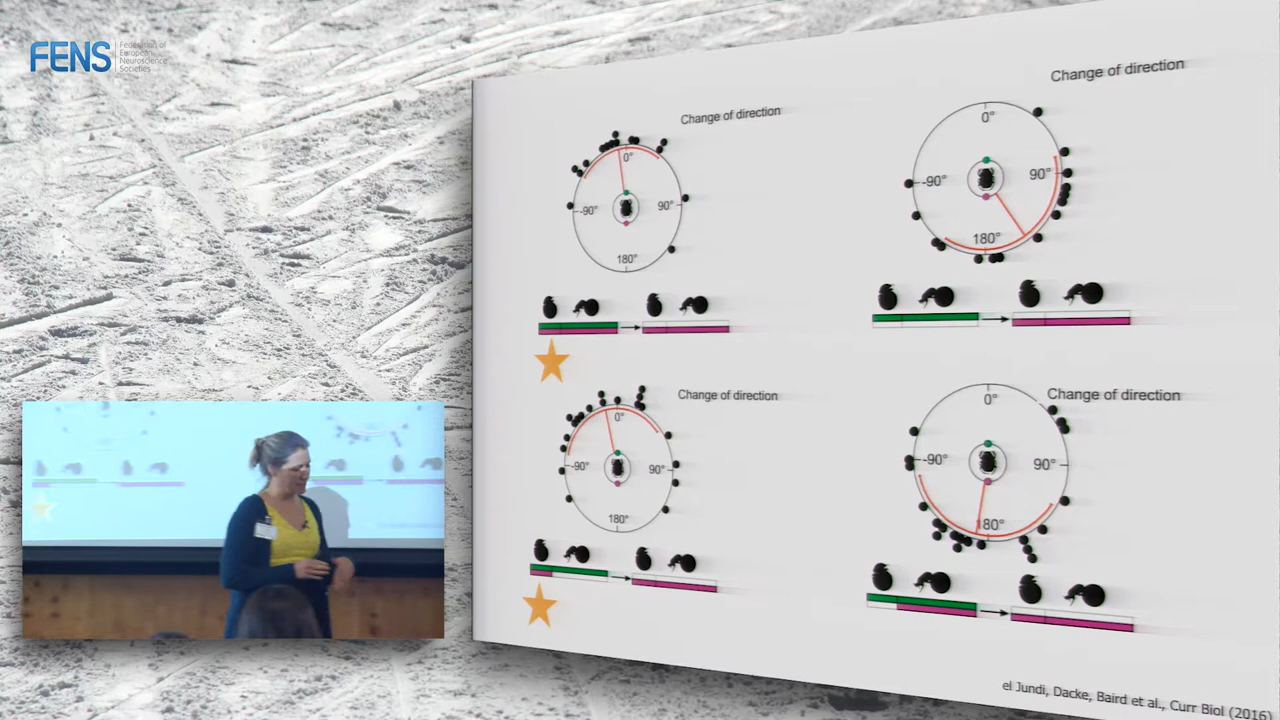 FENS
Federation of
European
Neuroscience
Societies
Change of direction
0°
-90°
90°
180°
Change of direction
0°
-90°
90°
180°
Change of direction
0°
-90°
90°
180°
Change of direction
0°
-90°
90°
180°
el Jundi, Dacke, Baird et al., Curr Biol (2016)